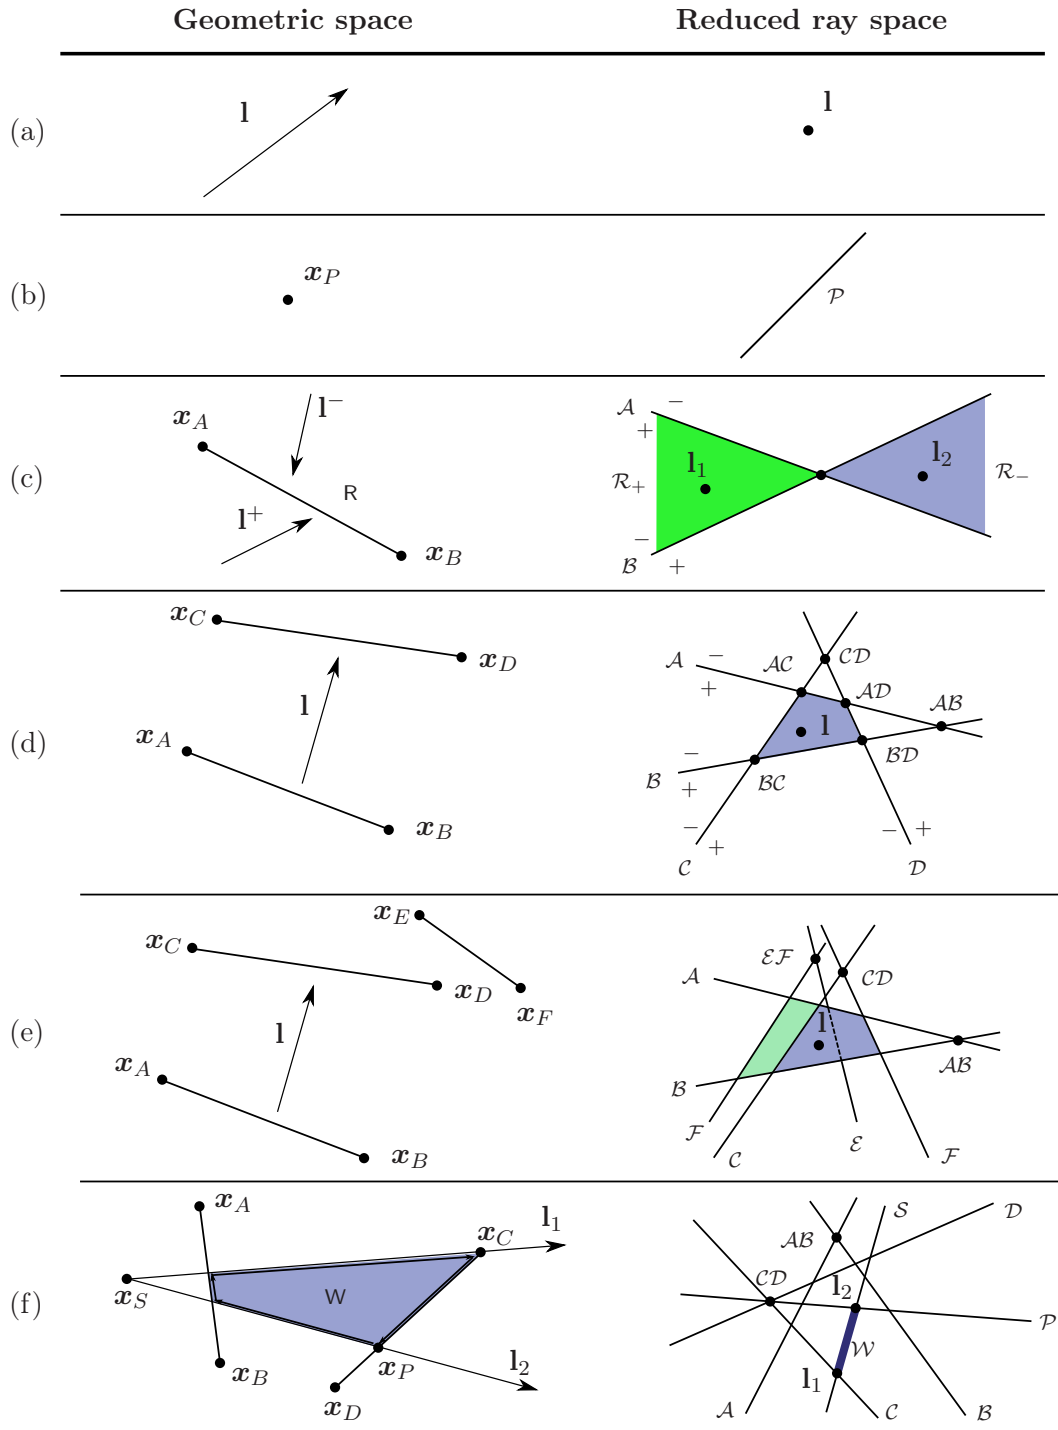 Geometric space Reduced ray space
(a) l l
(b) x_P 𝒫
(c) x_A l⁻ R l⁺ x_B 𝒜 − + ℛ₊ l₁ − ℬ + l₂ ℛ₋
(d) x_C x_D l x_A x_B 𝒜 − + 𝒜𝒞 𝒞𝒟 𝒜𝒟 𝒜ℬ l ℬ − + ℬ𝒞 ℬ𝒟 − + 𝒞 − + 𝒟
(e) x_E x_C x_D x_F l x_A x_B ℰℱ 𝒞𝒟 𝒜 l 𝒜ℬ ℬ ℱ 𝒞 ℰ ℱ
(f) x_A x_C l₁ x_S W x_B x_P l₂ x_D 𝒜ℬ 𝒮 𝒟 𝒞𝒟 l₂ 𝒫 𝒲 l₁ 𝒜 𝒞 ℬ